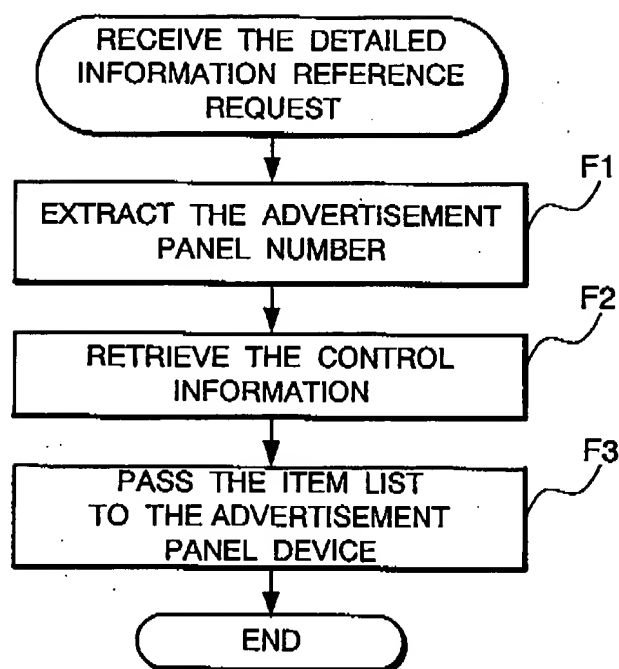 RECEIVE THE DETAILED
INFORMATION REFERENCE
REQUEST
F1
EXTRACT THE ADVERTISEMENT
PANEL NUMBER
F2
RETRIEVE THE CONTROL
INFORMATION
F3
PASS THE ITEM LIST
TO THE ADVERTISEMENT
PANEL DEVICE
END